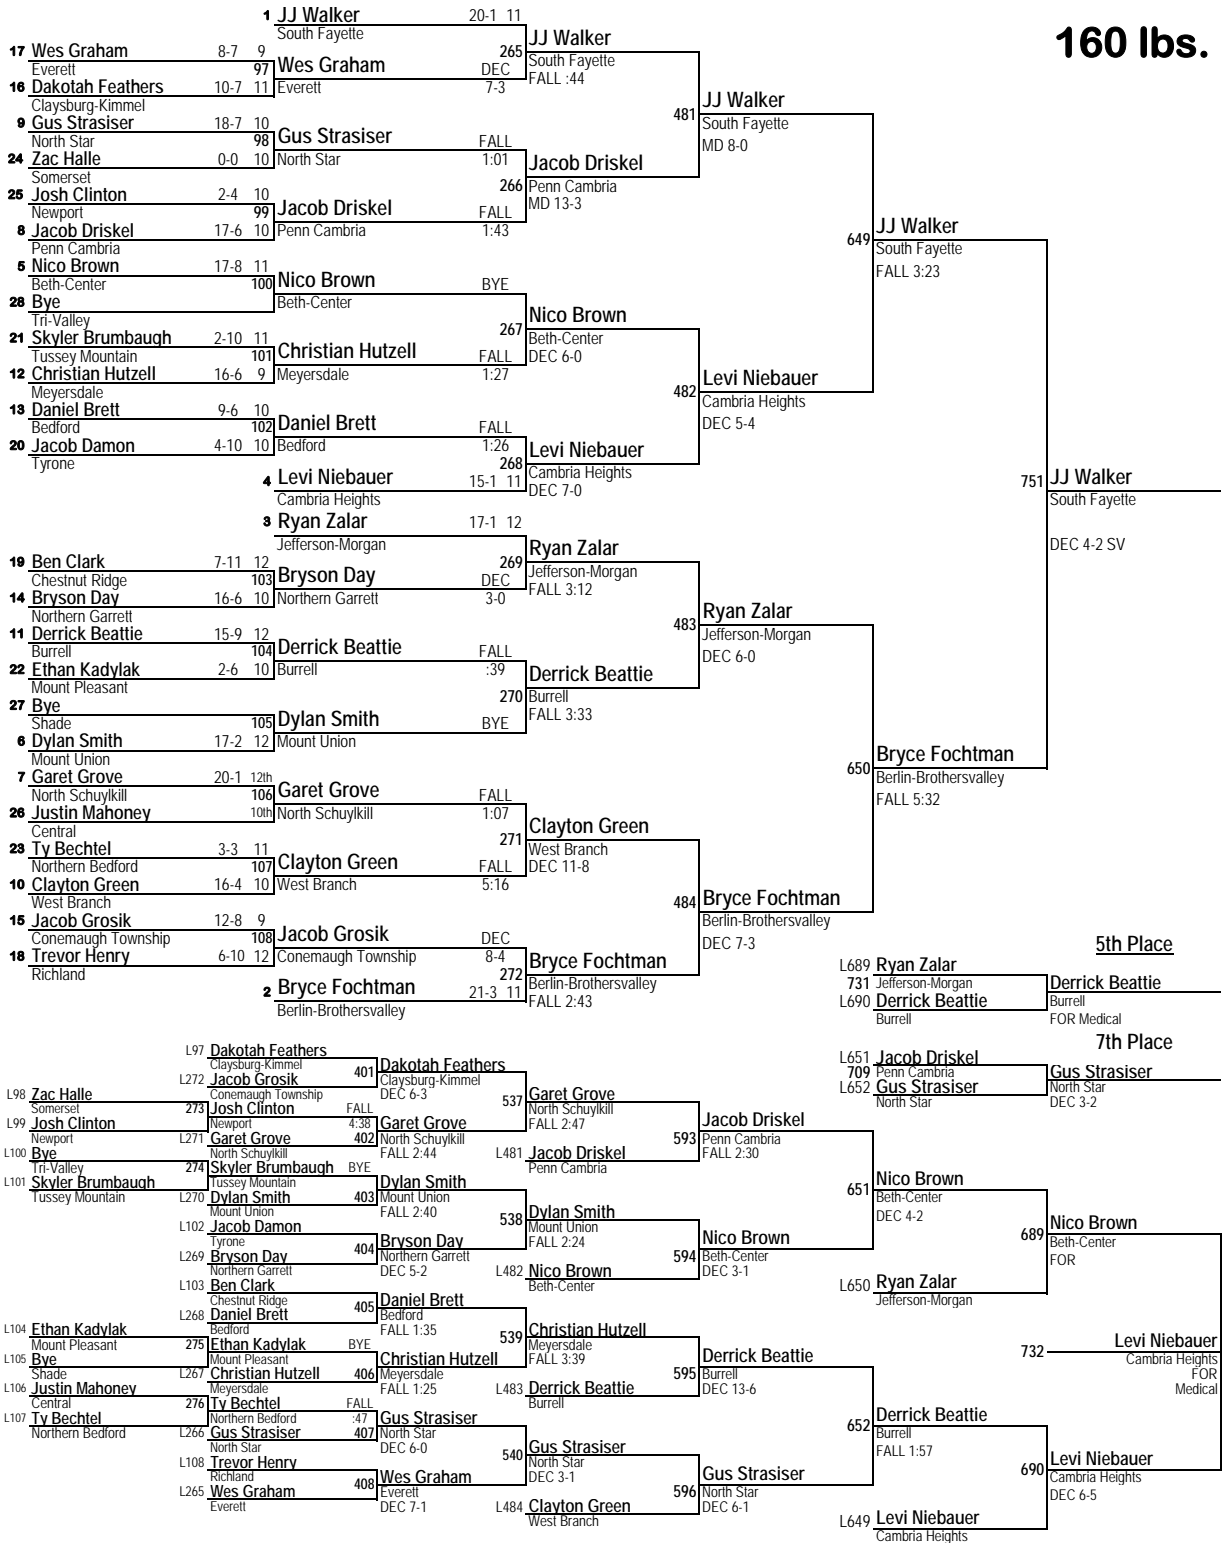 160 lbs.
1 JJ Walker 20-1 11
South Fayette
17 Wes Graham 8-7 9
Everett
97
16 Dakotah Feathers 10-7 11
Claysburg-Kimmel
9 Gus Strasiser 18-7 10
North Star
98
24 Zac Halle 0-0 10
Somerset
25 Josh Clinton 2-4 10
Newport
99
8 Jacob Driskel 17-6 10
Penn Cambria
5 Nico Brown 17-8 11
Beth-Center
100
28 Bye
Tri-Valley
21 Skyler Brumbaugh 2-10 11
Tussey Mountain
101
12 Christian Hutzell 16-6 9
Meyersdale
13 Daniel Brett 9-6 10
Bedford
102
20 Jacob Damon 4-10 10
Tyrone
Wes Graham DEC
Everett 7-3
Gus Strasiser FALL
North Star 1:01
Jacob Driskel FALL
Penn Cambria 1:43
Nico Brown BYE
Beth-Center
Christian Hutzell FALL
Meyersdale 1:27
Daniel Brett FALL
Bedford 1:26
4 Levi Niebauer 15-1 11
Cambria Heights
265 JJ Walker
South Fayette
FALL :44
266 Jacob Driskel
Penn Cambria
MD 13-3
267 Nico Brown
Beth-Center
DEC 6-0
268 Levi Niebauer
Cambria Heights
DEC 7-0
481 JJ Walker
South Fayette
MD 8-0
482 Levi Niebauer
Cambria Heights
DEC 5-4
649 JJ Walker
South Fayette
FALL 3:23
751 JJ Walker
South Fayette
DEC 4-2 SV
3 Ryan Zalar 17-1 12
Jefferson-Morgan
19 Ben Clark 7-11 12
Chestnut Ridge
103
14 Bryson Day 16-6 10
Northern Garrett
11 Derrick Beattie 15-9 12
Burrell
104
22 Ethan Kadylak 2-6 10
Mount Pleasant
27 Bye
Shade
105
6 Dylan Smith 17-2 12
Mount Union
7 Garet Grove 20-1 12th
North Schuylkill
106
26 Justin Mahoney 10th
Central
23 Ty Bechtel 3-3 11
Northern Bedford
107
10 Clayton Green 16-4 10
West Branch
15 Jacob Grosik 12-8 9
Conemaugh Township
108
18 Trevor Henry 6-10 12
Richland
Bryson Day DEC
Northern Garrett 3-0
Derrick Beattie FALL
Burrell :39
Dylan Smith BYE
Mount Union
Garet Grove FALL
North Schuylkill 1:07
Clayton Green FALL
West Branch 5:16
Jacob Grosik DEC
Conemaugh Township 8-4
2 Bryce Fochtman 21-3 11
Berlin-Brothersvalley
269 Ryan Zalar
Jefferson-Morgan
FALL 3:12
270 Derrick Beattie
Burrell
FALL 3:33
271 Clayton Green
West Branch
DEC 11-8
272 Bryce Fochtman
Berlin-Brothersvalley
FALL 2:43
483 Ryan Zalar
Jefferson-Morgan
DEC 6-0
484 Bryce Fochtman
Berlin-Brothersvalley
DEC 7-3
650 Bryce Fochtman
Berlin-Brothersvalley
FALL 5:32
5th Place
L689 Ryan Zalar
731 Jefferson-Morgan
L690 Derrick Beattie
Burrell
Derrick Beattie
Burrell
FOR Medical
7th Place
L651 Jacob Driskel
709 Penn Cambria
L652 Gus Strasiser
North Star
Gus Strasiser
North Star
DEC 3-2
L98 Zac Halle
Somerset
273
L99 Josh Clinton
Newport
L100 Bye
Tri-Valley
274
L101 Skyler Brumbaugh
Tussey Mountain
L104 Ethan Kadylak
Mount Pleasant
275
L105 Bye
Shade
L106 Justin Mahoney
Central
276
L107 Ty Bechtel
Northern Bedford
L97 Dakotah Feathers
Claysburg-Kimmel
401
L272 Jacob Grosik
Conemaugh Township
Josh Clinton FALL
Newport 4:38
L271 Garet Grove 402
North Schuylkill
Skyler Brumbaugh BYE
Tussey Mountain
L270 Dylan Smith 403
Mount Union
L102 Jacob Damon
Tyrone
404
L269 Bryson Day
Northern Garrett
L103 Ben Clark
Chestnut Ridge
405
L268 Daniel Brett
Bedford
Ethan Kadylak BYE
Mount Pleasant
L267 Christian Hutzell 406
Meyersdale
Ty Bechtel FALL
Northern Bedford :47
L266 Gus Strasiser 407
North Star
L108 Trevor Henry
Richland
408
L265 Wes Graham
Everett
Dakotah Feathers
Claysburg-Kimmel
DEC 6-3
Garet Grove
North Schuylkill
FALL 2:44
Dylan Smith
Mount Union
FALL 2:40
Bryson Day
Northern Garrett
DEC 5-2
Daniel Brett
Bedford
FALL 1:35
Christian Hutzell
Meyersdale
FALL 1:25
Gus Strasiser
North Star
DEC 6-0
Wes Graham
Everett
DEC 7-1
537 Garet Grove
North Schuylkill
FALL 2:47
L481 Jacob Driskel
Penn Cambria
538 Dylan Smith
Mount Union
FALL 2:24
L482 Nico Brown
Beth-Center
539 Christian Hutzell
Meyersdale
FALL 3:39
L483 Derrick Beattie
Burrell
540 Gus Strasiser
North Star
DEC 3-1
L484 Clayton Green
West Branch
593 Jacob Driskel
Penn Cambria
FALL 2:30
594 Nico Brown
Beth-Center
DEC 3-1
595 Derrick Beattie
Burrell
DEC 13-6
596 Gus Strasiser
North Star
DEC 6-1
651 Nico Brown
Beth-Center
DEC 4-2
L650 Ryan Zalar
Jefferson-Morgan
652 Derrick Beattie
Burrell
FALL 1:57
L649 Levi Niebauer
Cambria Heights
689 Nico Brown
Beth-Center
FOR
690 Levi Niebauer
Cambria Heights
DEC 6-5
732 Levi Niebauer
Cambria Heights
FOR
Medical